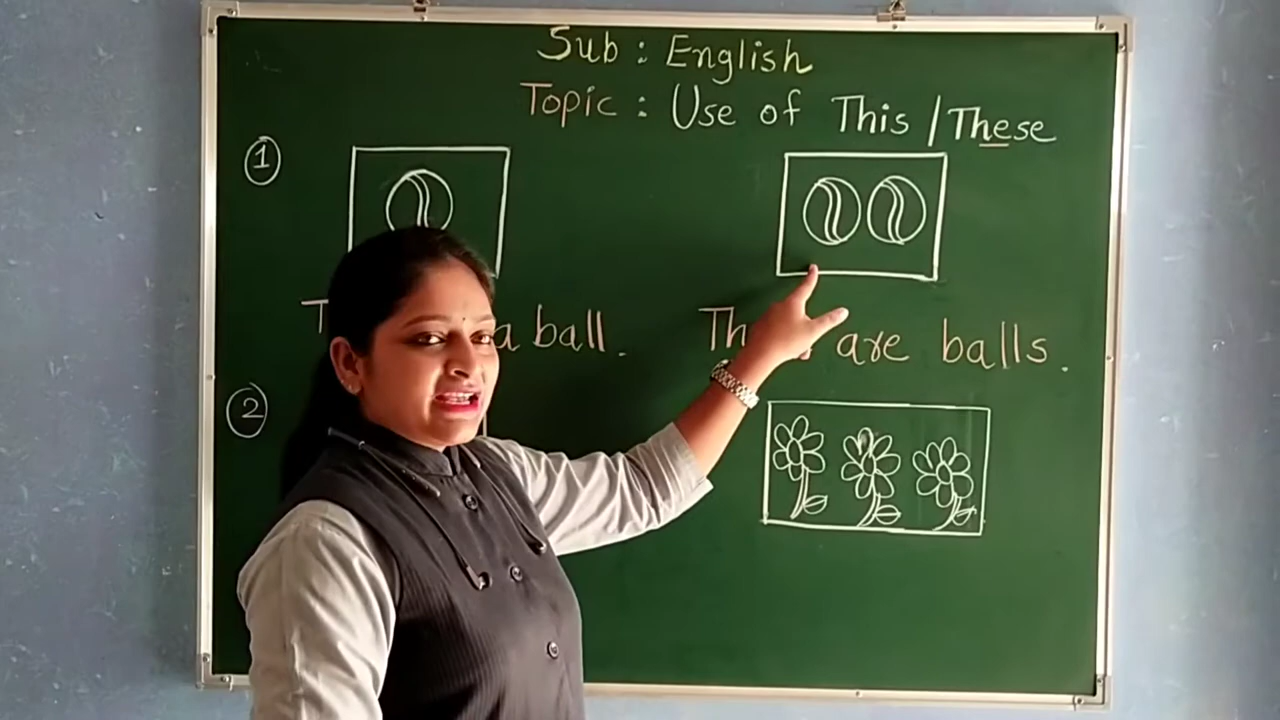 Sub : English
Topic : Use of This / These
1
a ball.
are balls.
2